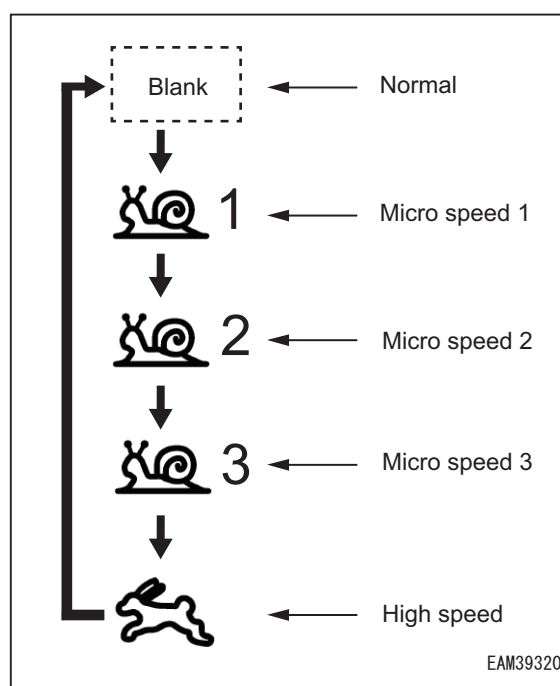 Blank
Normal
1
Micro speed 1
2
Micro speed 2
3
Micro speed 3
High speed
EAM39320